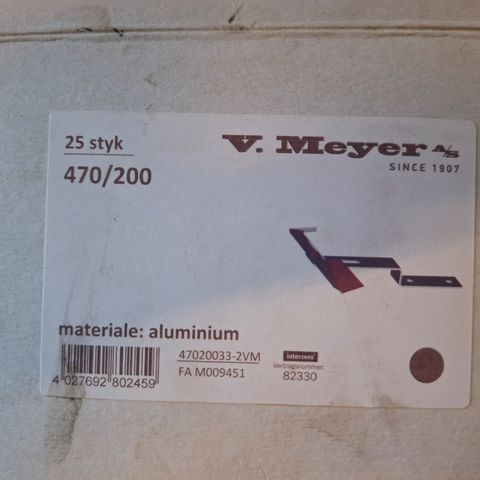 25 styk
V. Meyer A/S
SINCE 1907
470/200
materiale: aluminium
4 027692 802459
47020033-2VM
FA M009451
interzero
Vertragsnummer:
82330